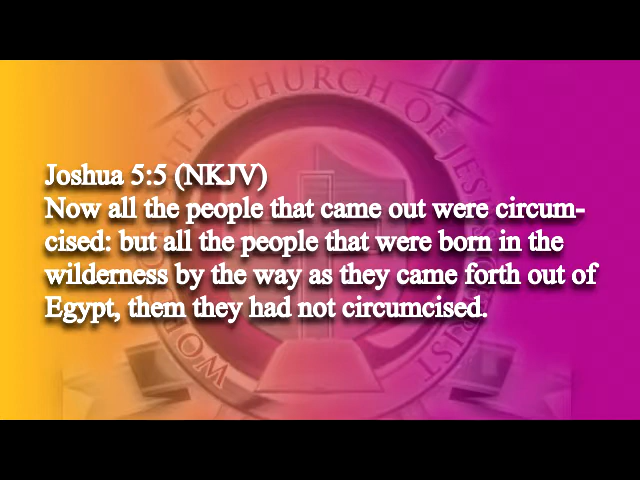 Joshua 5:5 (NKJV)
Now all the people that came out were circum-
cised: but all the people that were born in the
wilderness by the way as they came forth out of
Egypt, them they had not circumcised.
CHURCH OF